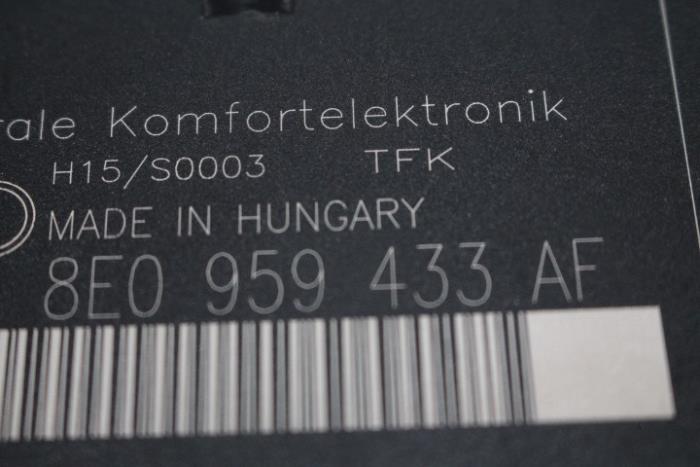 rale Komfortelektronik
H15/S0003 TFK
MADE IN HUNGARY
8E0 959 433 AF